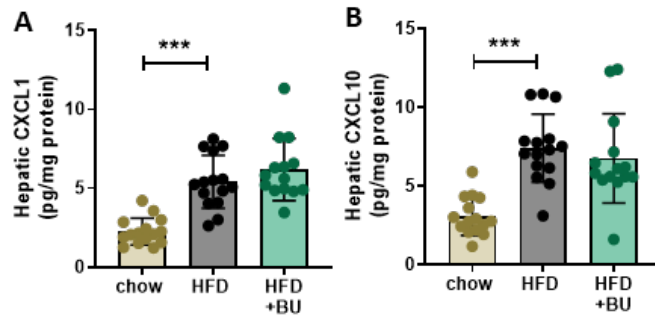 A
Hepatic CXCL1
(pg/mg protein)
15
10
5
0
***
chow
HFD
HFD
+BU
B
Hepatic CXCL10
(pg/mg protein)
15
10
5
0
***
chow
HFD
HFD
+BU